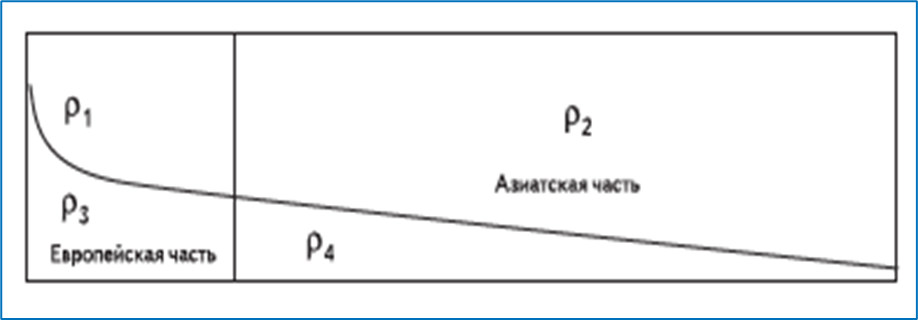 ρ₁
ρ₂
Азиатская часть
ρ₃
Европейская часть
ρ₄